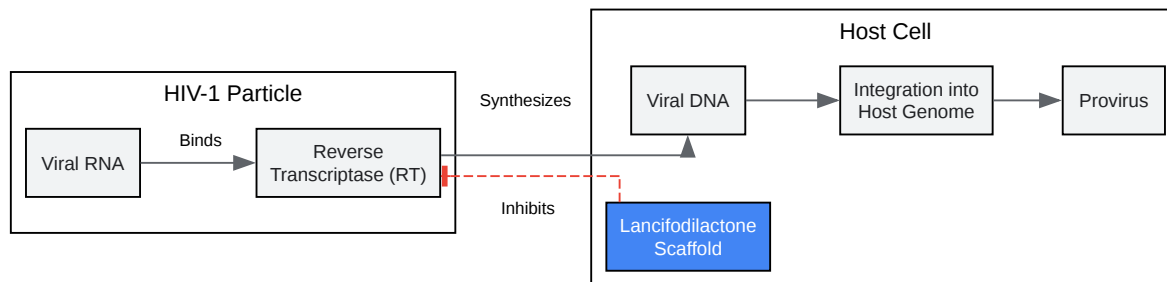 HIV-1 Particle
Viral RNA
Binds
Reverse
Transcriptase (RT)
Synthesizes
Inhibits
Host Cell
Viral DNA
Integration into
Host Genome
Provirus
Lancifodilactone
Scaffold